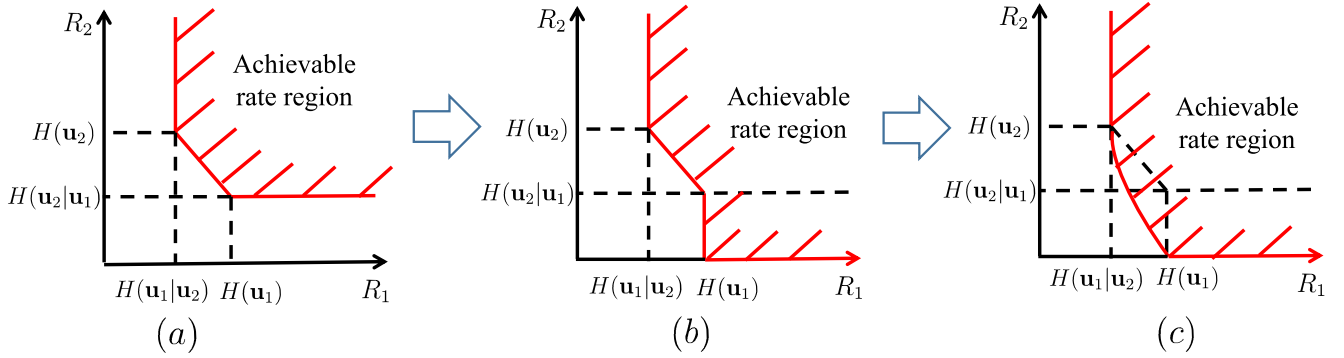 R₂
Achievable
rate region
H(𝐮₂)
H(𝐮₂|𝐮₁)
H(𝐮₁|𝐮₂)
H(𝐮₁)
R₁
(a)
R₂
Achievable
rate region
H(𝐮₂)
H(𝐮₂|𝐮₁)
H(𝐮₁|𝐮₂)
H(𝐮₁)
R₁
(b)
R₂
Achievable
rate region
H(𝐮₂)
H(𝐮₂|𝐮₁)
H(𝐮₁|𝐮₂)
H(𝐮₁)
R₁
(c)